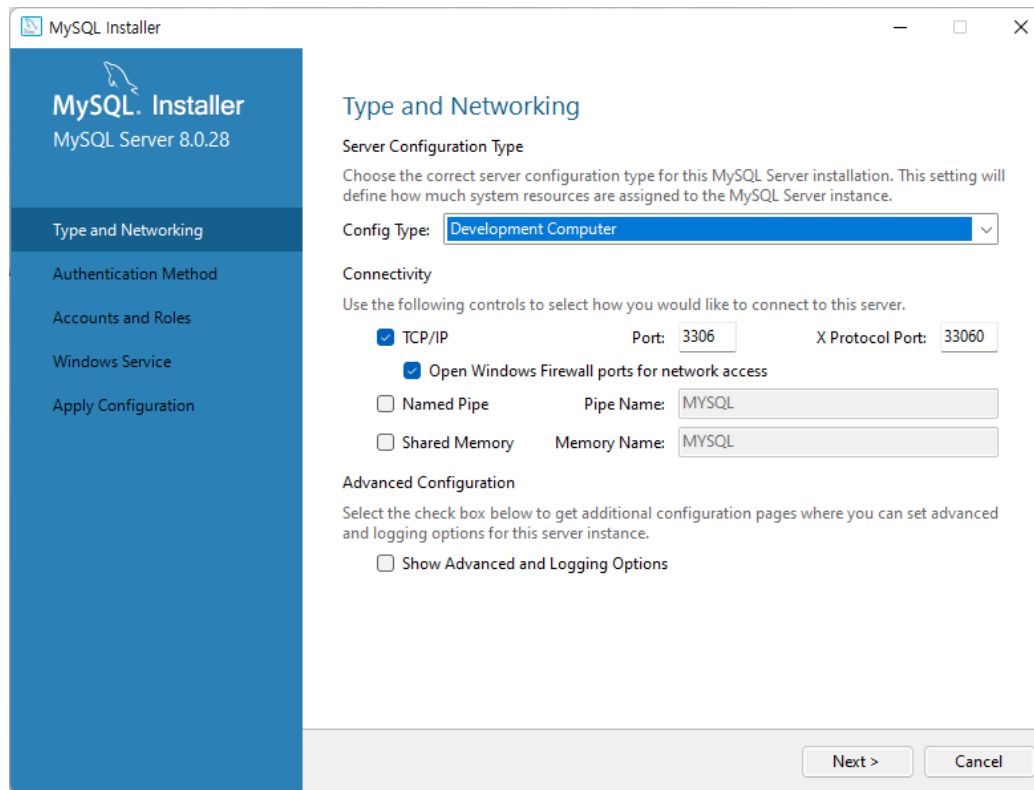 MySQL Installer
MySQL. Installer
MySQL Server 8.0.28
Type and Networking
Authentication Method
Accounts and Roles
Windows Service
Apply Configuration
Type and Networking
Server Configuration Type
Choose the correct server configuration type for this MySQL Server installation. This setting will
define how much system resources are assigned to the MySQL Server instance.
Config Type: Development Computer
Connectivity
Use the following controls to select how you would like to connect to this server.
TCP/IP Port: 3306 X Protocol Port: 33060
Open Windows Firewall ports for network access
Named Pipe Pipe Name: MYSQL
Shared Memory Memory Name: MYSQL
Advanced Configuration
Select the check box below to get additional configuration pages where you can set advanced
and logging options for this server instance.
Show Advanced and Logging Options
Next > Cancel